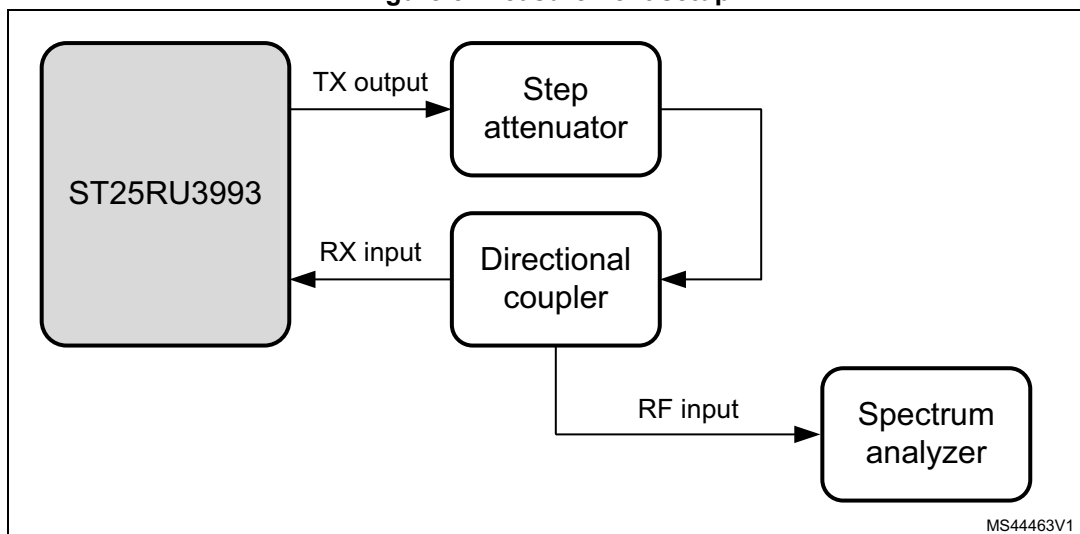 ST25RU3993
TX output
Step
attenuator
RX input
Directional
coupler
RF input
Spectrum
analyzer
MS44463V1